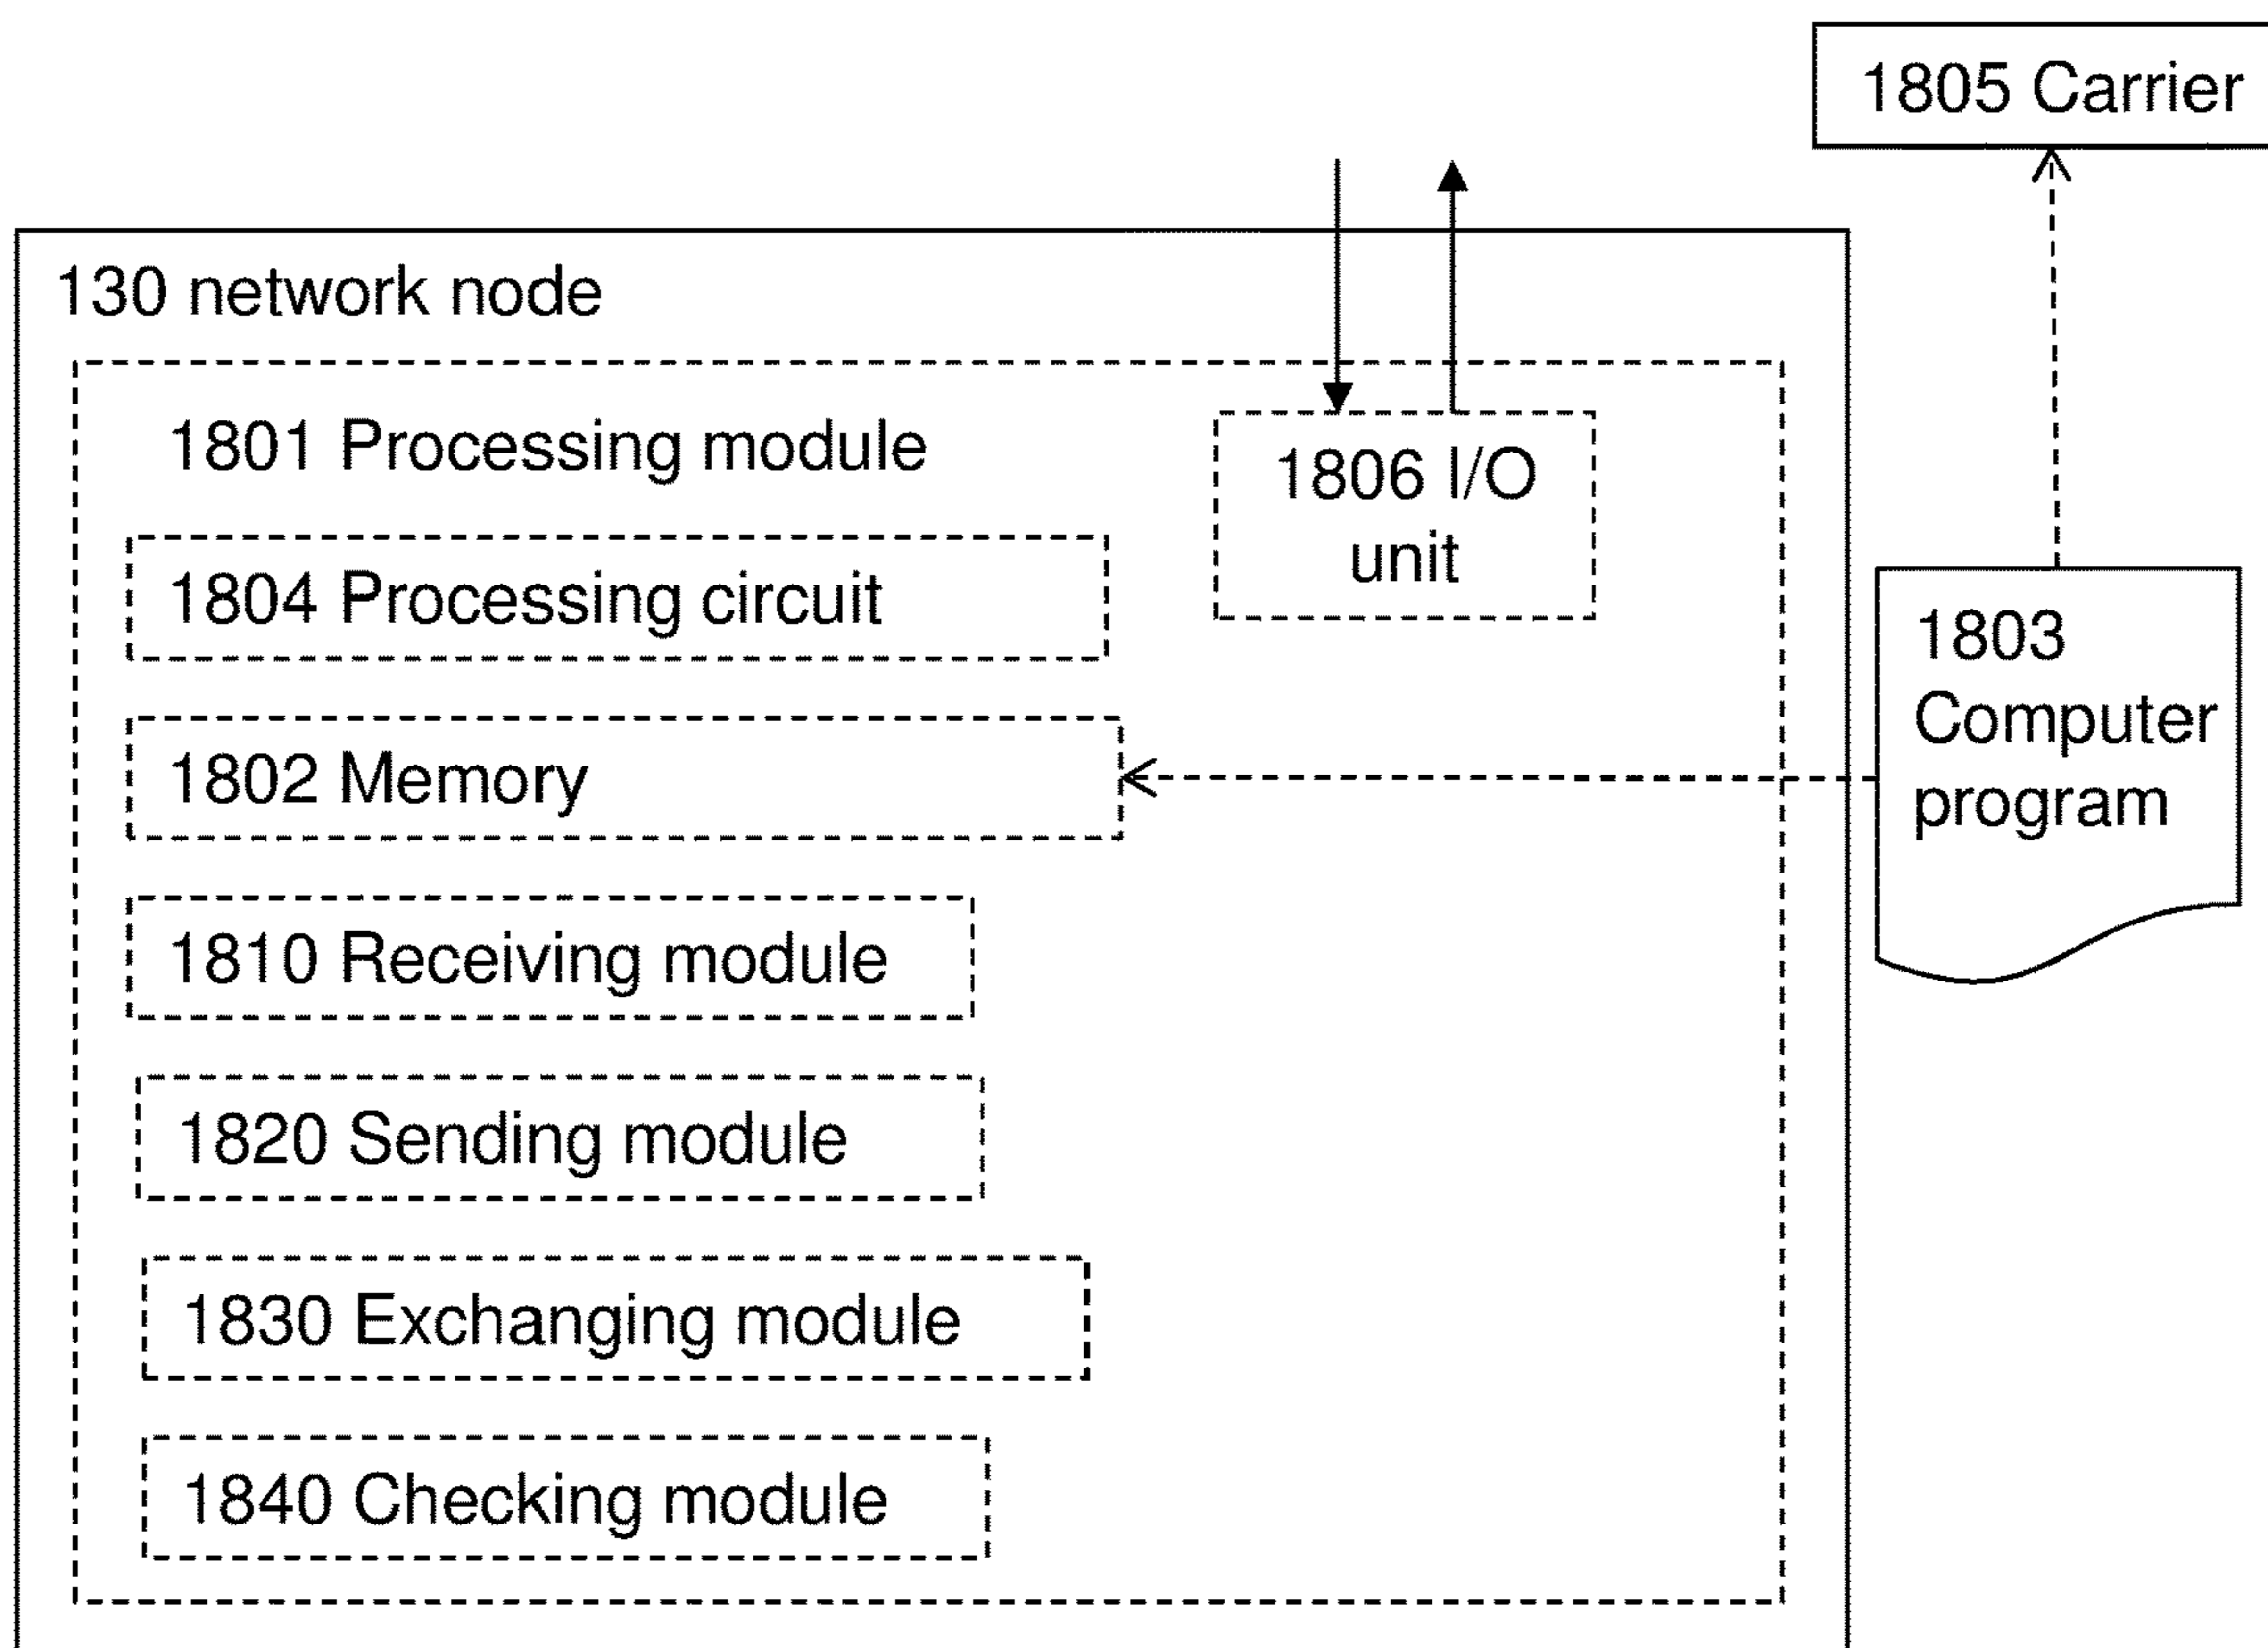 1805 Carrier
130 network node
1801 Processing module
1806 I/O
unit
1804 Processing circuit
1803
Computer
program
1802 Memory
1810 Receiving module
1820 Sending module
1830 Exchanging module
1840 Checking module